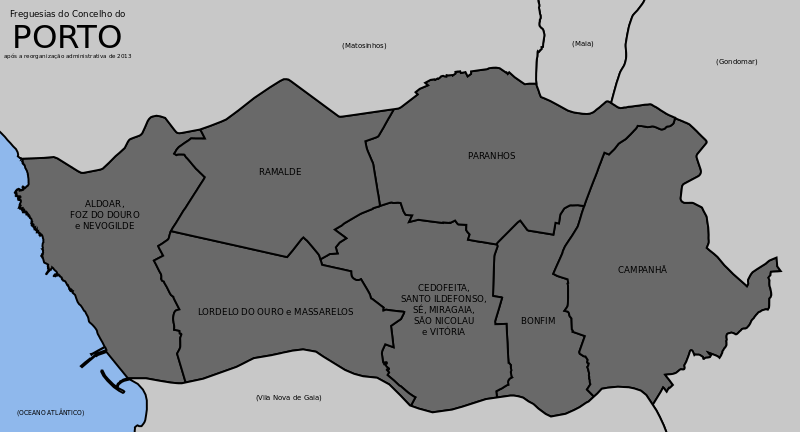 Freguesias do Concelho do
PORTO
após a reorganização administrativa de 2013
(Matosinhos)
(Maia)
(Gondomar)
PARANHOS
RAMALDE
ALDOAR,
FOZ DO DOURO
e NEVOGILDE
CAMPANHÃ
CEDOFEITA,
SANTO ILDEFONSO,
SÉ, MIRAGAIA,
SÃO NICOLAU
e VITÓRIA
LORDELO DO OURO e MASSARELOS
BONFIM
(Vila Nova de Gaia)
(OCEANO ATLÂNTICO)